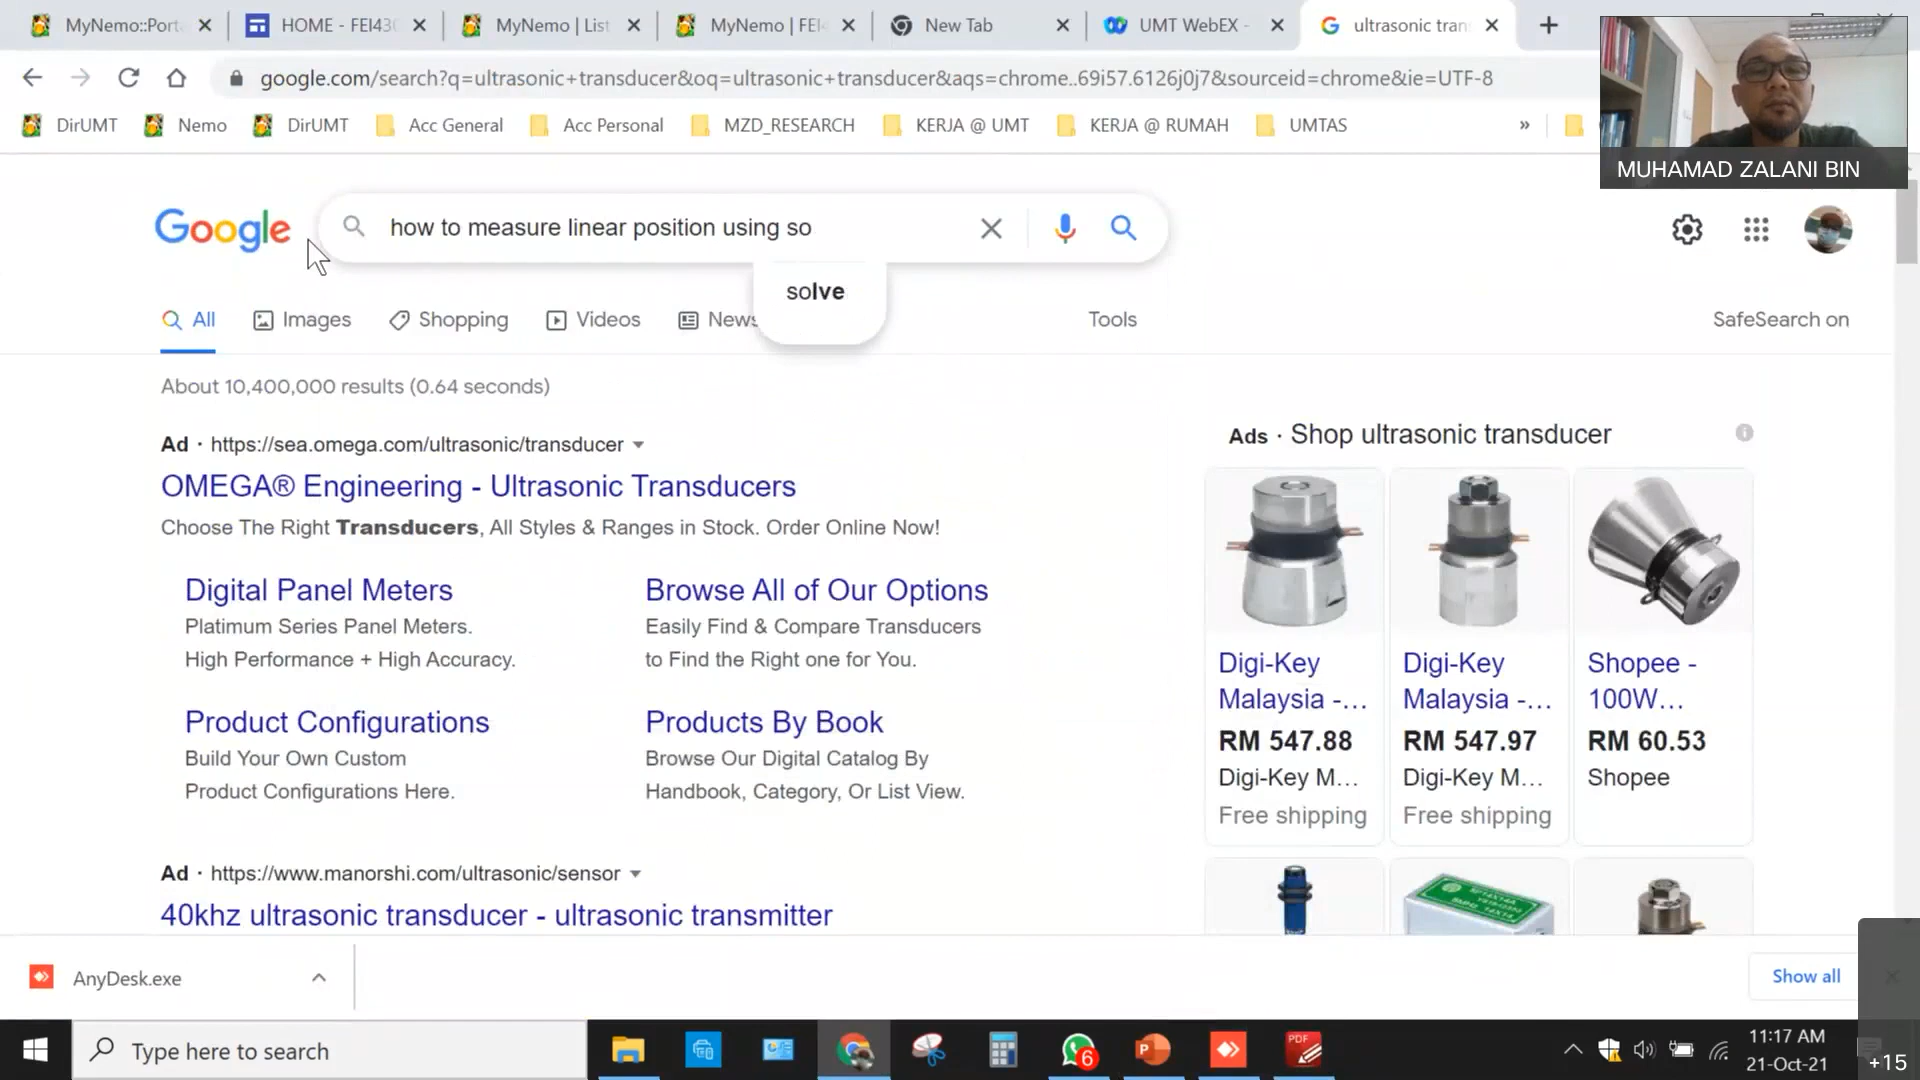 MyNemo::Porta
HOME - FEI430
MyNemo | List
MyNemo | FEI4
New Tab
UMT WebEX -
ultrasonic tran
google.com/search?q=ultrasonic+transducer&oq=ultrasonic+transducer&aqs=chrome..69i57.6126j0j7&sourceid=chrome&ie=UTF-8
DirUMT
Nemo
DirUMT
Acc General
Acc Personal
MZD_RESEARCH
KERJA @ UMT
KERJA @ RUMAH
UMTAS
»
MUHAMAD ZALANI BIN
Google
how to measure linear position using so
solve
All
Images
Shopping
Videos
News
Tools
SafeSearch on
About 10,400,000 results (0.64 seconds)
Ad · https://sea.omega.com/ultrasonic/transducer
OMEGA® Engineering - Ultrasonic Transducers
Choose The Right Transducers, All Styles & Ranges in Stock. Order Online Now!
Digital Panel Meters
Platinum Series Panel Meters.
High Performance + High Accuracy.
Browse All of Our Options
Easily Find & Compare Transducers
to Find the Right one for You.
Product Configurations
Build Your Own Custom
Product Configurations Here.
Products By Book
Browse Our Digital Catalog By
Handbook, Category, Or List View.
Ad · https://www.manorshi.com/ultrasonic/sensor
40khz ultrasonic transducer - ultrasonic transmitter
Ads · Shop ultrasonic transducer
Digi-Key
Malaysia -...
RM 547.88
Digi-Key M...
Free shipping
Digi-Key
Malaysia -...
RM 547.97
Digi-Key M...
Free shipping
Shopee -
100W...
RM 60.53
Shopee
AnyDesk.exe
Show all
Type here to search
6
PDF
11:17 AM
21-Oct-21
+15